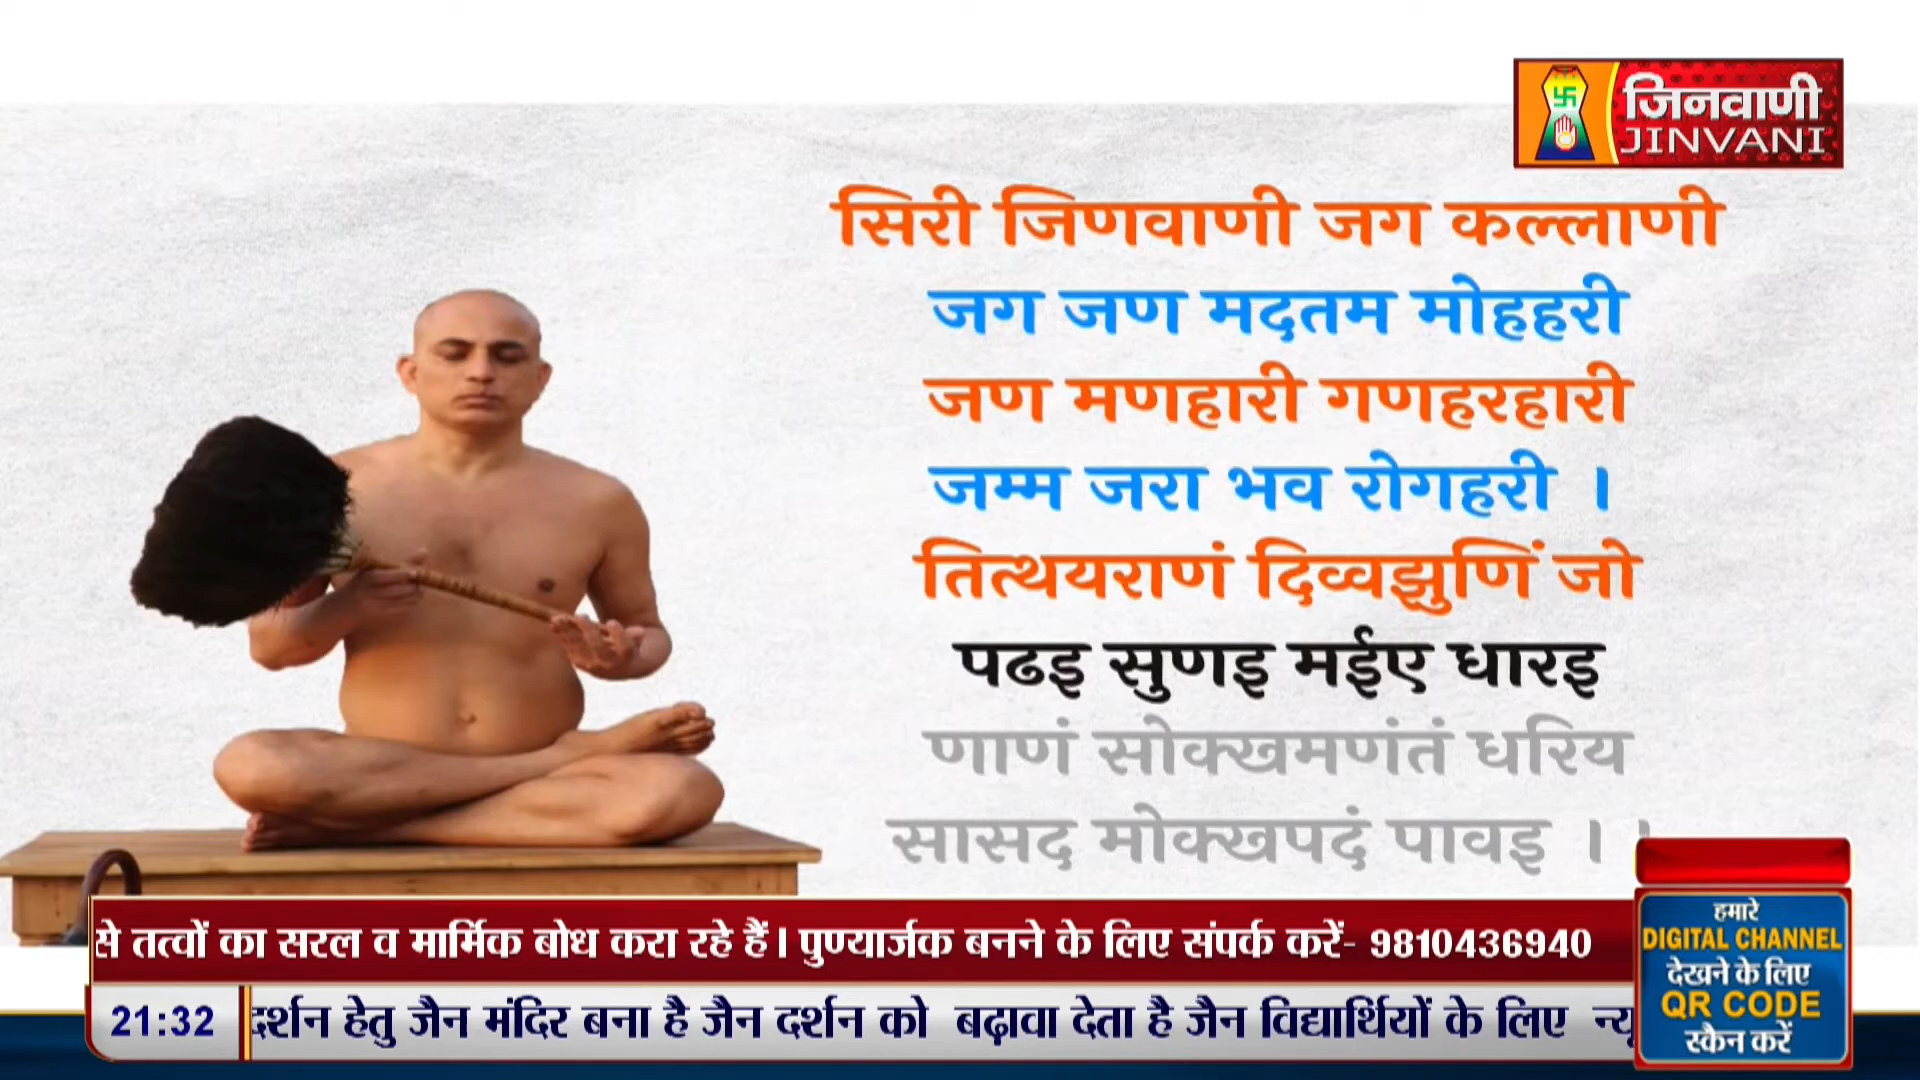 जिनवाणी
JINVANI
सिरी जिणवाणी जग कल्लाणी
जग जण मदतम मोहहरी
जण मणहारी गणहरहारी
जम्म जरा भव रोगहरी ।
तित्थयराणं दिव्वझुणिं जो
पढइ सुणइ मईए धारइ
णाणं सोक्खमणंतं धरिय
सासद मोक्खपदं पावइ । ।
से तत्वों का सरल व मार्मिक बोध करा रहे हैं । पुण्यार्जक बनने के लिए संपर्क करें- 9810436940
21:32
दर्शन हेतु जैन मंदिर बना है जैन दर्शन को बढ़ावा देता है जैन विद्यार्थियों के लिए
हमारे
DIGITAL CHANNEL
देखने के लिए
QR CODE
स्कैन करें